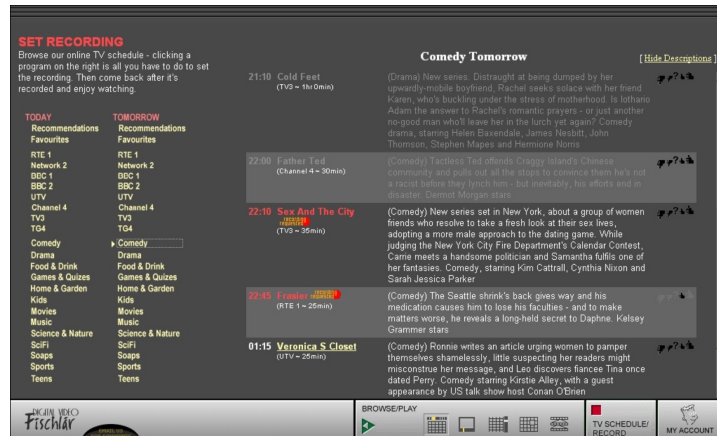 SET RECORDING
Browse our online TV schedule - clicking a
program on the right is all you have to do to set
the recording. Then come back after it's
recorded and enjoy watching.
TODAY
Recommendations
Favourites
RTE 1
Network 2
BBC 1
BBC 2
UTV
Channel 4
TV3
TG4
Comedy
Drama
Food & Drink
Games & Quizes
Home & Garden
Kids
Movies
Music
Science & Nature
SciFi
Soaps
Sports
Teens
TOMORROW
Recommendations
Favourites
RTE 1
Network 2
BBC 1
BBC 2
UTV
Channel 4
TV3
TG4
Comedy
Drama
Food & Drink
Games & Quizes
Home & Garden
Kids
Movies
Music
Science & Nature
SciFi
Soaps
Sports
Teens
Comedy Tomorrow
[ Hide Descriptions ]
21:10 Cold Feet
(TV3 ~ 1hr 0min)
(Drama) New series. Distraught at being dumped by her
upwardly-mobile boyfriend, Rachel seeks solace with her friend
Karen, who's buckling under the stress of motherhood. Is lothario
Adam the answer to Rachel's romantic prayers - or just another
no-good man who'll leave her in the lurch yet again? Comedy
drama, starring Helen Baxendale, James Nesbitt, John
Thomson, Stephen Mapes and Hermione Norris
22:00 Father Ted
(Channel 4 ~ 30min)
(Comedy) Tactless Ted offends Craggy Island's Chinese
community and pulls out all the stops to convince them he's not
a racist before they lynch him - but inevitably, his efforts end in
disaster. Dermot Morgan stars
22:10 Sex And The City
recording
requested
(TV3 ~ 35min)
(Comedy) New series set in New York, about a group of women
friends who resolve to take a fresh look at their sex lives,
adopting a more male approach to the dating game. While
judging the New York City Fire Department's Calendar Contest,
Carrie meets a handsome politician and Samantha fulfils one of
her fantasies. Comedy, starring Kim Cattrall, Cynthia Nixon and
Sarah Jessica Parker
22:45 Frasier recording
requested
(RTE 1 ~ 25min)
(Comedy) The Seattle shrink's back gives way and his
medication causes him to lose his faculties - and to make
matters worse, he reveals a long-held secret to Daphne. Kelsey
Grammer stars
01:15 Veronica S Closet
(UTV ~ 25min)
(Comedy) Ronnie writes an article urging women to pamper
themselves shamelessly, little suspecting her readers might
misconstrue her message, and Leo discovers fiancee Tina once
dated Perry. Comedy starring Kirstie Alley, with a guest
appearance by US talk show host Conan O'Brien
DIGITAL VIDEO
Físchlár
BROWSE/PLAY
TV SCHEDULE/
RECORD
MY ACCOUNT